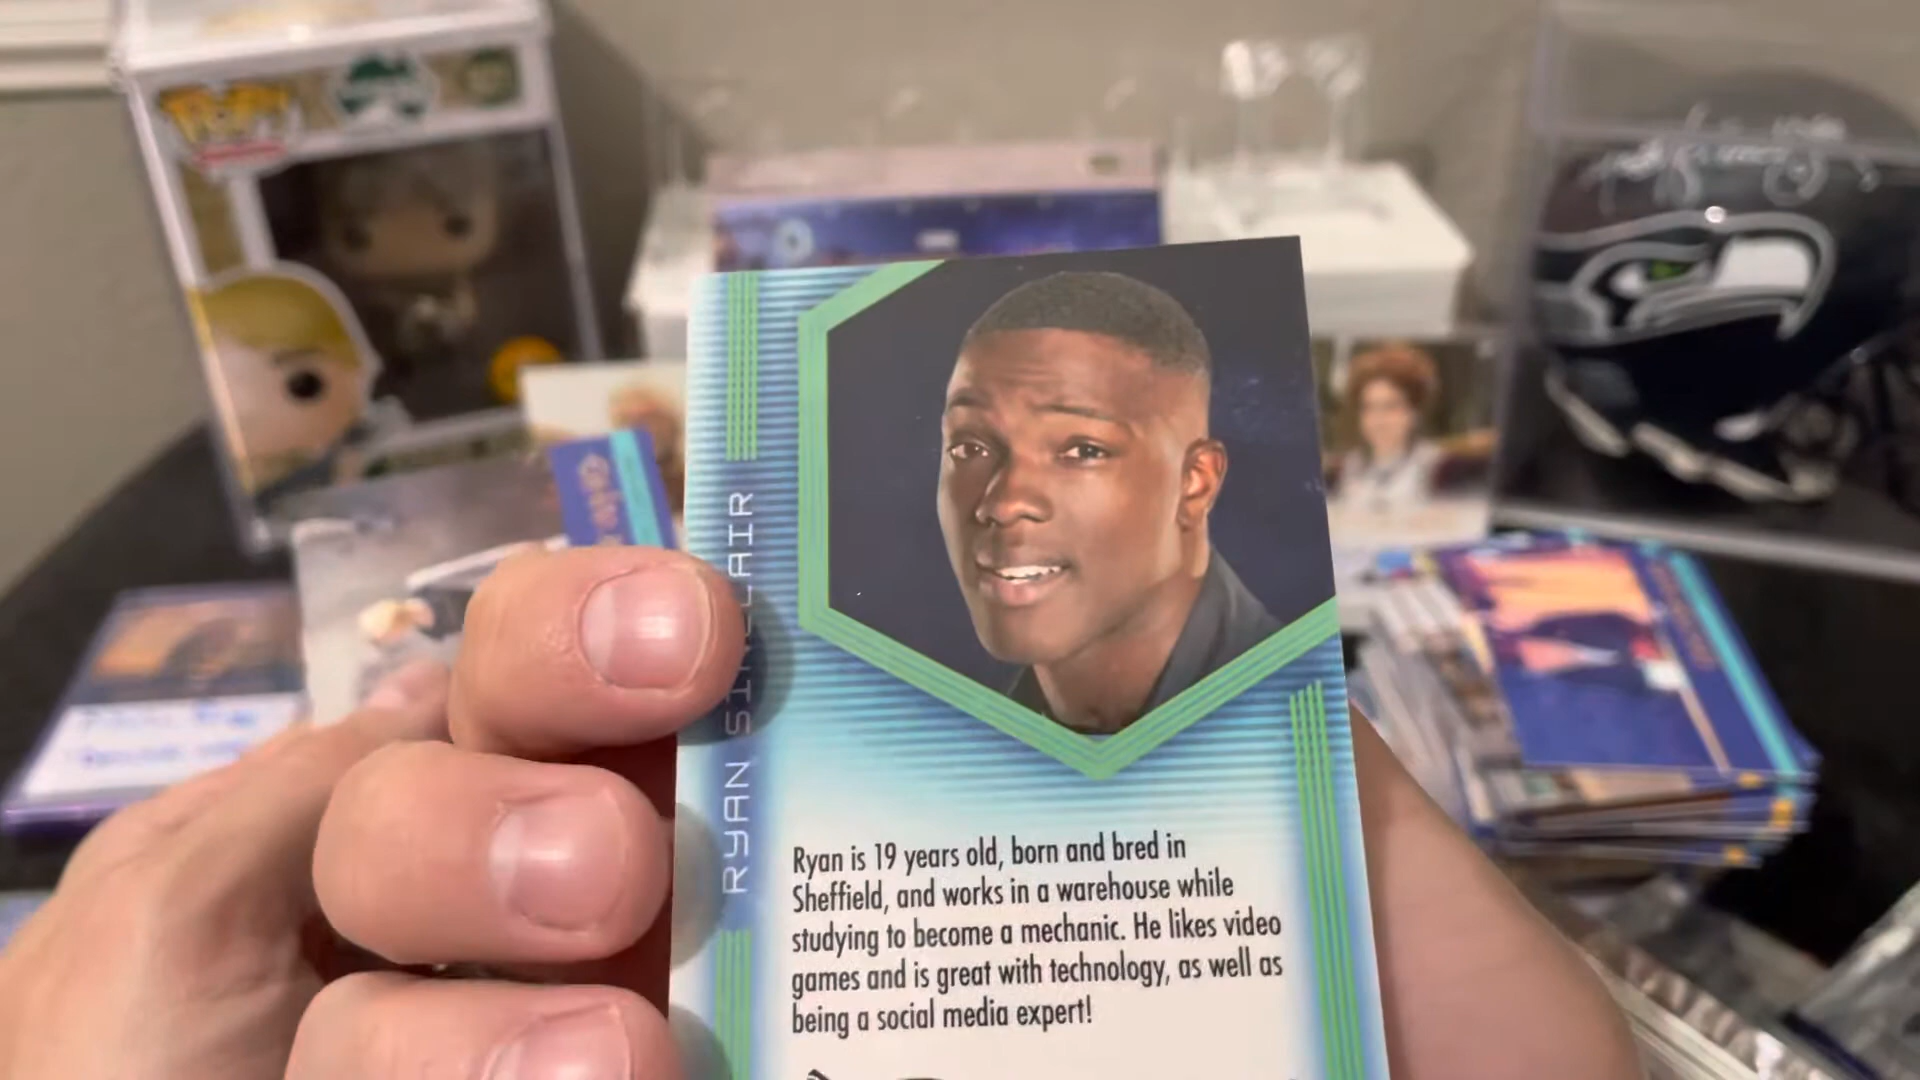 POP!
RYAN SINCLAIR
Ryan is 19 years old, born and bred in
Sheffield, and works in a warehouse while
studying to become a mechanic. He likes video
games and is great with technology, as well as
being a social media expert!